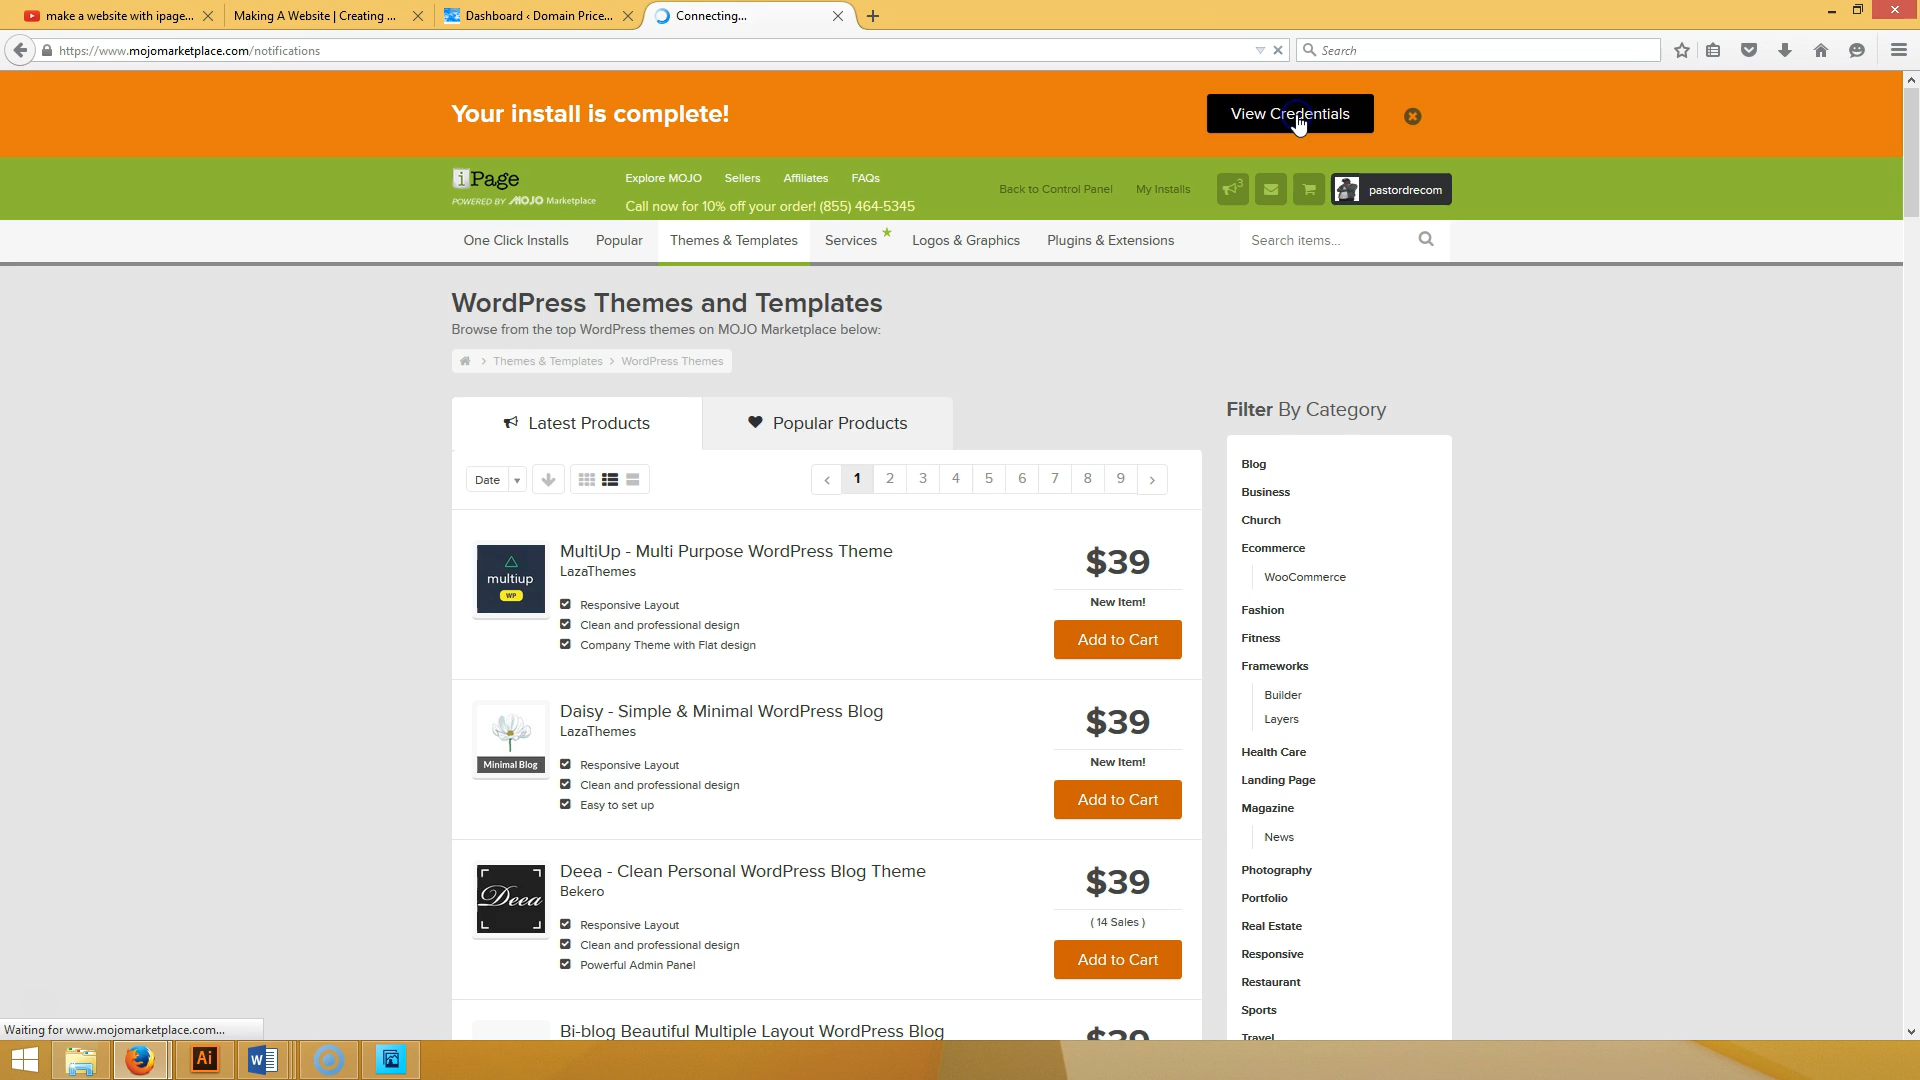 make a website with ipage...
Making A Website | Creating ...
Dashboard ‹ Domain Price...
Connecting...
https://www.mojomarketplace.com/notifications
Search
Your install is complete!
View Credentials
iPage
POWERED BY MOJO Marketplace
Explore MOJO
Sellers
Affiliates
FAQs
Call now for 10% off your order! (855) 464-5345
Back to Control Panel
My Installs
3
pastordrecom
One Click Installs
Popular
Themes & Templates
Services
Logos & Graphics
Plugins & Extensions
Search items...
WordPress Themes and Templates
Browse from the top WordPress themes on MOJO Marketplace below:
Themes & Templates › WordPress Themes
Latest Products
Popular Products
Filter By Category
Date
‹ 1 2 3 4 5 6 7 8 9 ›
multiup
WP
MultiUp - Multi Purpose WordPress Theme
LazaThemes
Responsive Layout
Clean and professional design
Company Theme with Flat design
$39
New Item!
Add to Cart
Minimal Blog
Daisy - Simple & Minimal WordPress Blog
LazaThemes
Responsive Layout
Clean and professional design
Easy to set up
$39
New Item!
Add to Cart
Deea
Deea - Clean Personal WordPress Blog Theme
Bekero
Responsive Layout
Clean and professional design
Powerful Admin Panel
$39
( 14 Sales )
Add to Cart
Bi-blog Beautiful Multiple Layout WordPress Blog
$39
Blog
Business
Church
Ecommerce
WooCommerce
Fashion
Fitness
Frameworks
Builder
Layers
Health Care
Landing Page
Magazine
News
Photography
Portfolio
Real Estate
Responsive
Restaurant
Sports
Travel
Waiting for www.mojomarketplace.com...
Ai
W